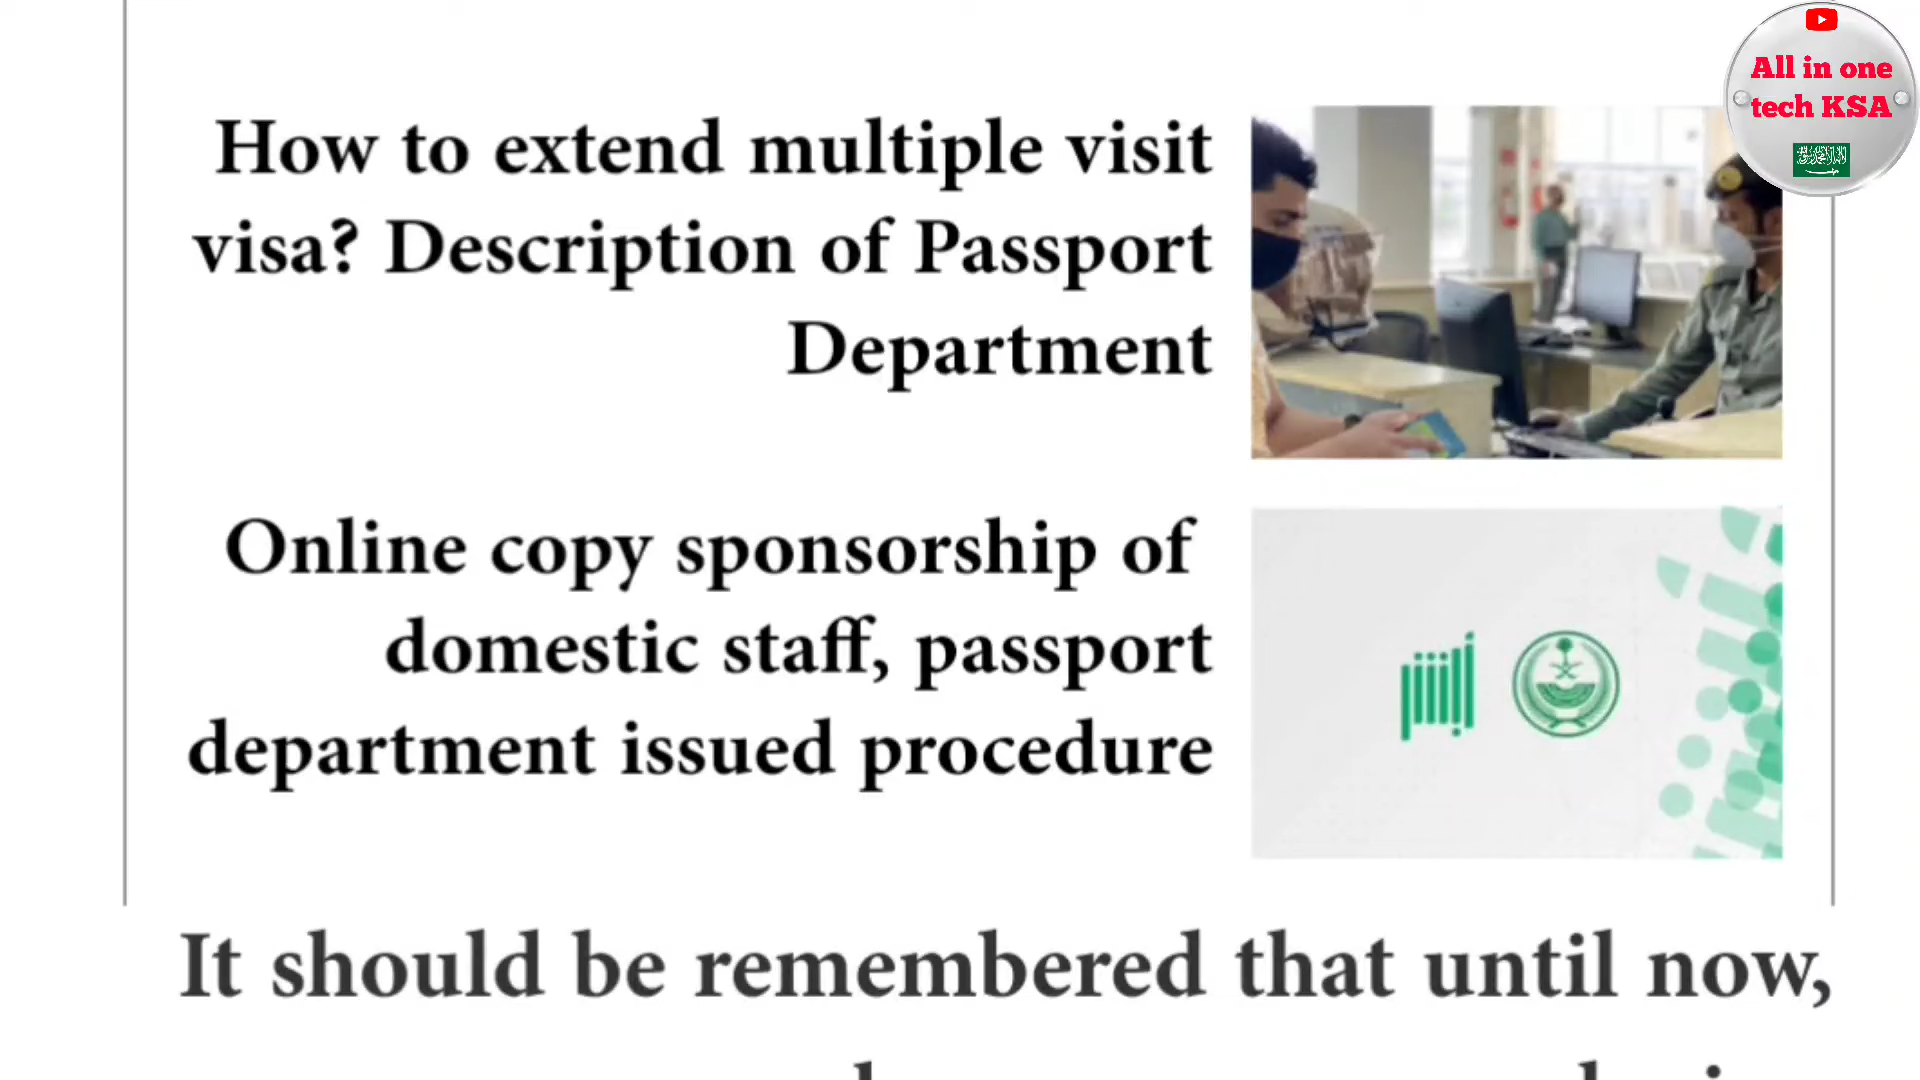 All in one
tech KSA
How to extend multiple visit
visa? Description of Passport
Department
Online copy sponsorship of
domestic staff, passport
department issued procedure
أبشر
It should be remembered that until now,